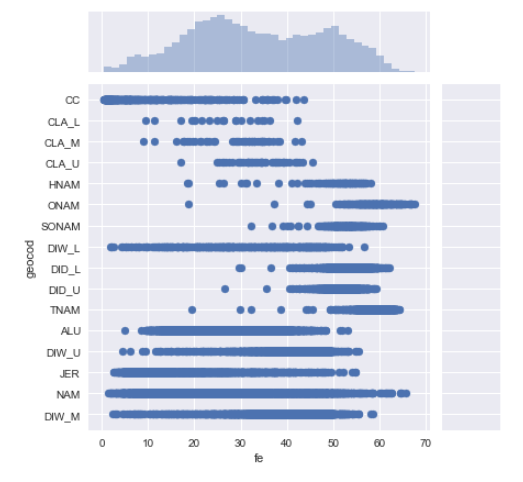 CC
CLA_L
CLA_M
CLA_U
HNAM
ONAM
SONAM
DIW_L
DID_L
DID_U
TNAM
ALU
DIW_U
JER
NAM
DIW_M
geocod
0 10 20 30 40 50 60 70
fe